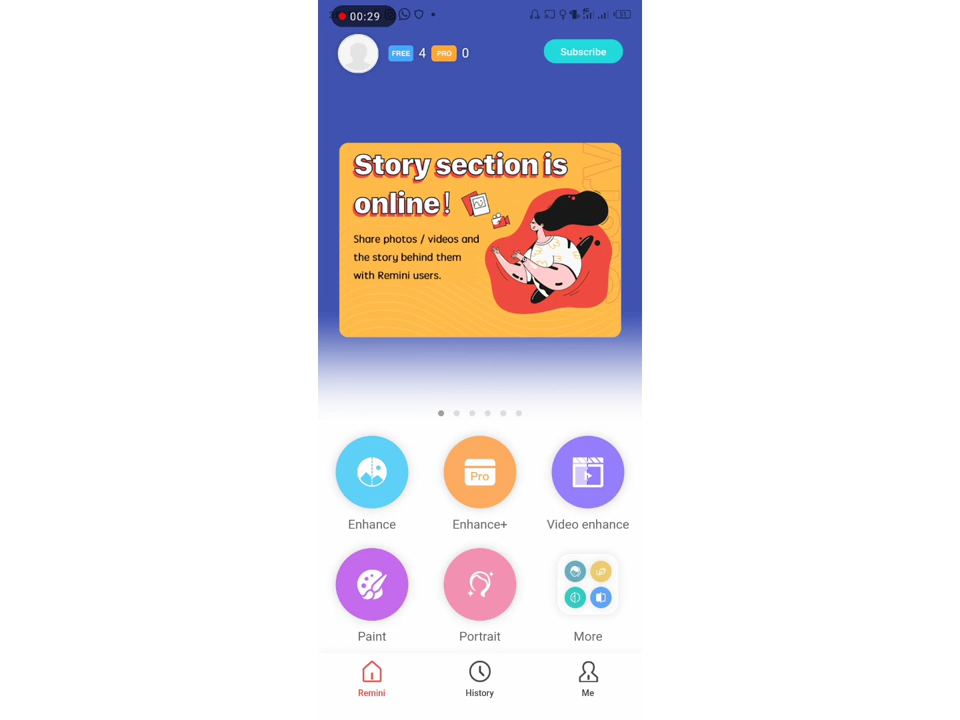 00:29
FREE 4 PRO 0
Subscribe
Story section is
online!
Share photos / videos and
the story behind them
with Remini users.
Pro
Enhance
Enhance+
Video enhance
Paint
Portrait
More
Remini
History
Me